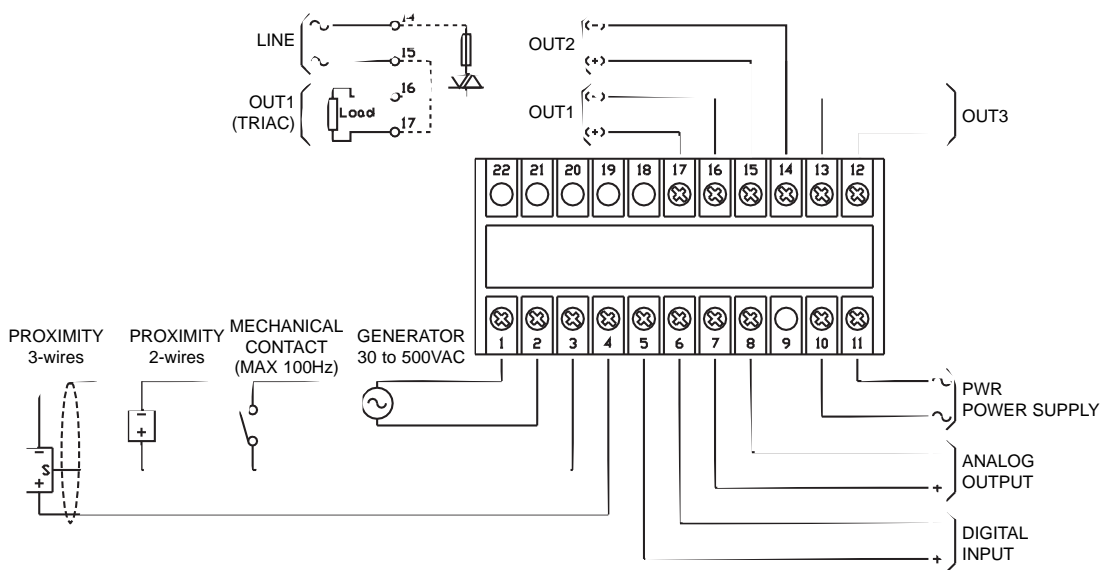 LINE
15
16
OUT1
(TRIAC)
Load
17
OUT2
(-)
(+)
OUT1
(-)
(+)
OUT3
22 21 20 19 18 17 16 15 14 13 12
1 2 3 4 5 6 7 8 9 10 11
PROXIMITY
3-wires
PROXIMITY
2-wires
MECHANICAL
CONTACT
(MAX 100Hz)
GENERATOR
30 to 500VAC
-
+
-
S
+
PWR
POWER SUPPLY
ANALOG
OUTPUT
+
DIGITAL
INPUT
+